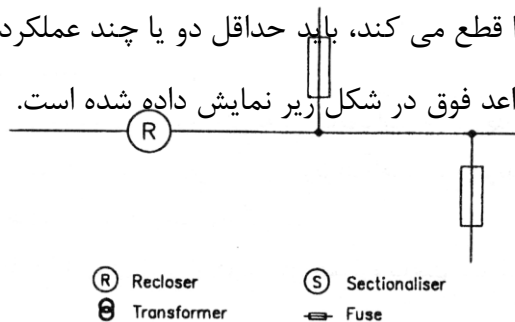 ا قطع می کند، باید حداقل دو یا چند عملکرد
اعد فوق در شکل زیر نمایش داده شده است.
R
R Recloser
S Sectionaliser
Transformer
Fuse